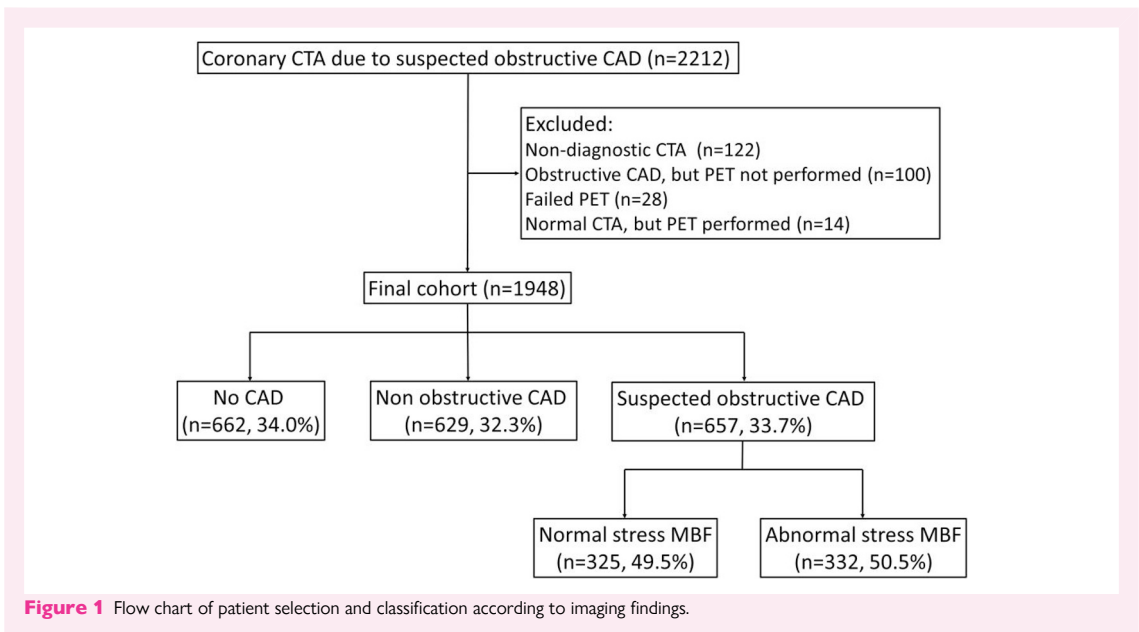 Coronary CTA due to suspected obstructive CAD (n=2212)
Excluded:
Non-diagnostic CTA (n=122)
Obstructive CAD, but PET not performed (n=100)
Failed PET (n=28)
Normal CTA, but PET performed (n=14)
Final cohort (n=1948)
No CAD
(n=662, 34.0%)
Non obstructive CAD
(n=629, 32.3%)
Suspected obstructive CAD
(n=657, 33.7%)
Normal stress MBF
(n=325, 49.5%)
Abnormal stress MBF
(n=332, 50.5%)
Figure 1 Flow chart of patient selection and classification according to imaging findings.